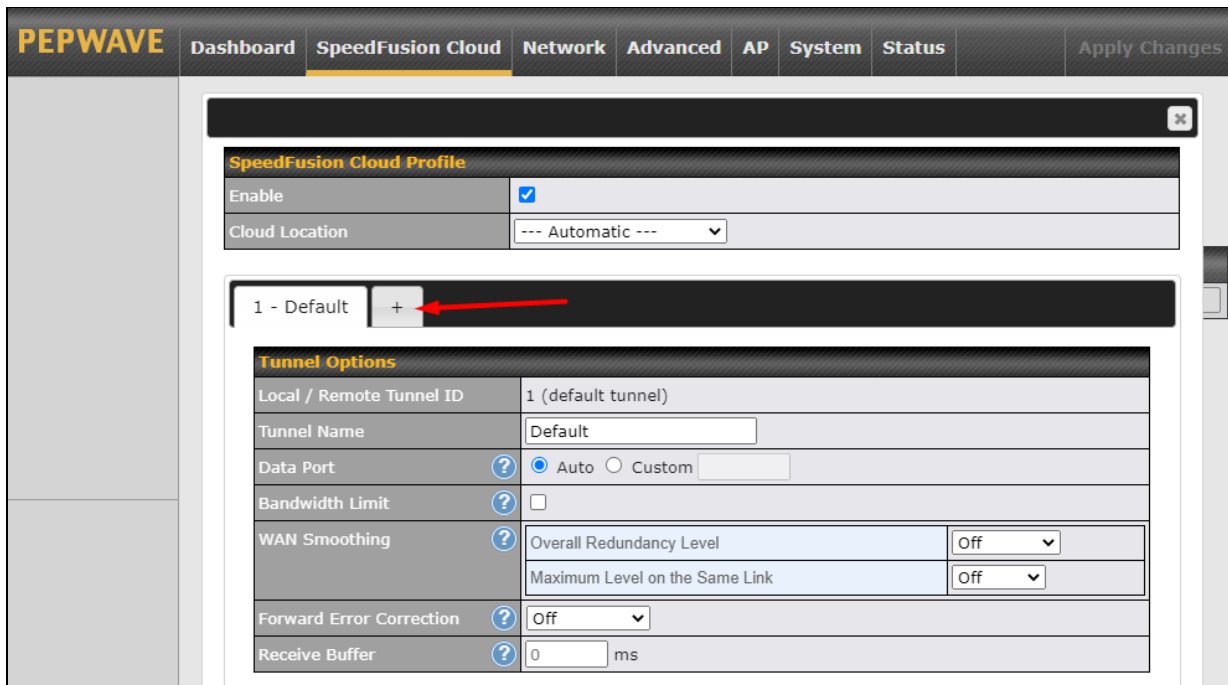 PEPWAVE Dashboard SpeedFusion Cloud Network Advanced AP System Status Apply Changes
SpeedFusion Cloud Profile
Enable
Cloud Location --- Automatic ---
1 - Default +
Tunnel Options
Local / Remote Tunnel ID 1 (default tunnel)
Tunnel Name Default
Data Port ? Auto Custom
Bandwidth Limit ?
WAN Smoothing ? Overall Redundancy Level Off
Maximum Level on the Same Link Off
Forward Error Correction ? Off
Receive Buffer ? 0 ms